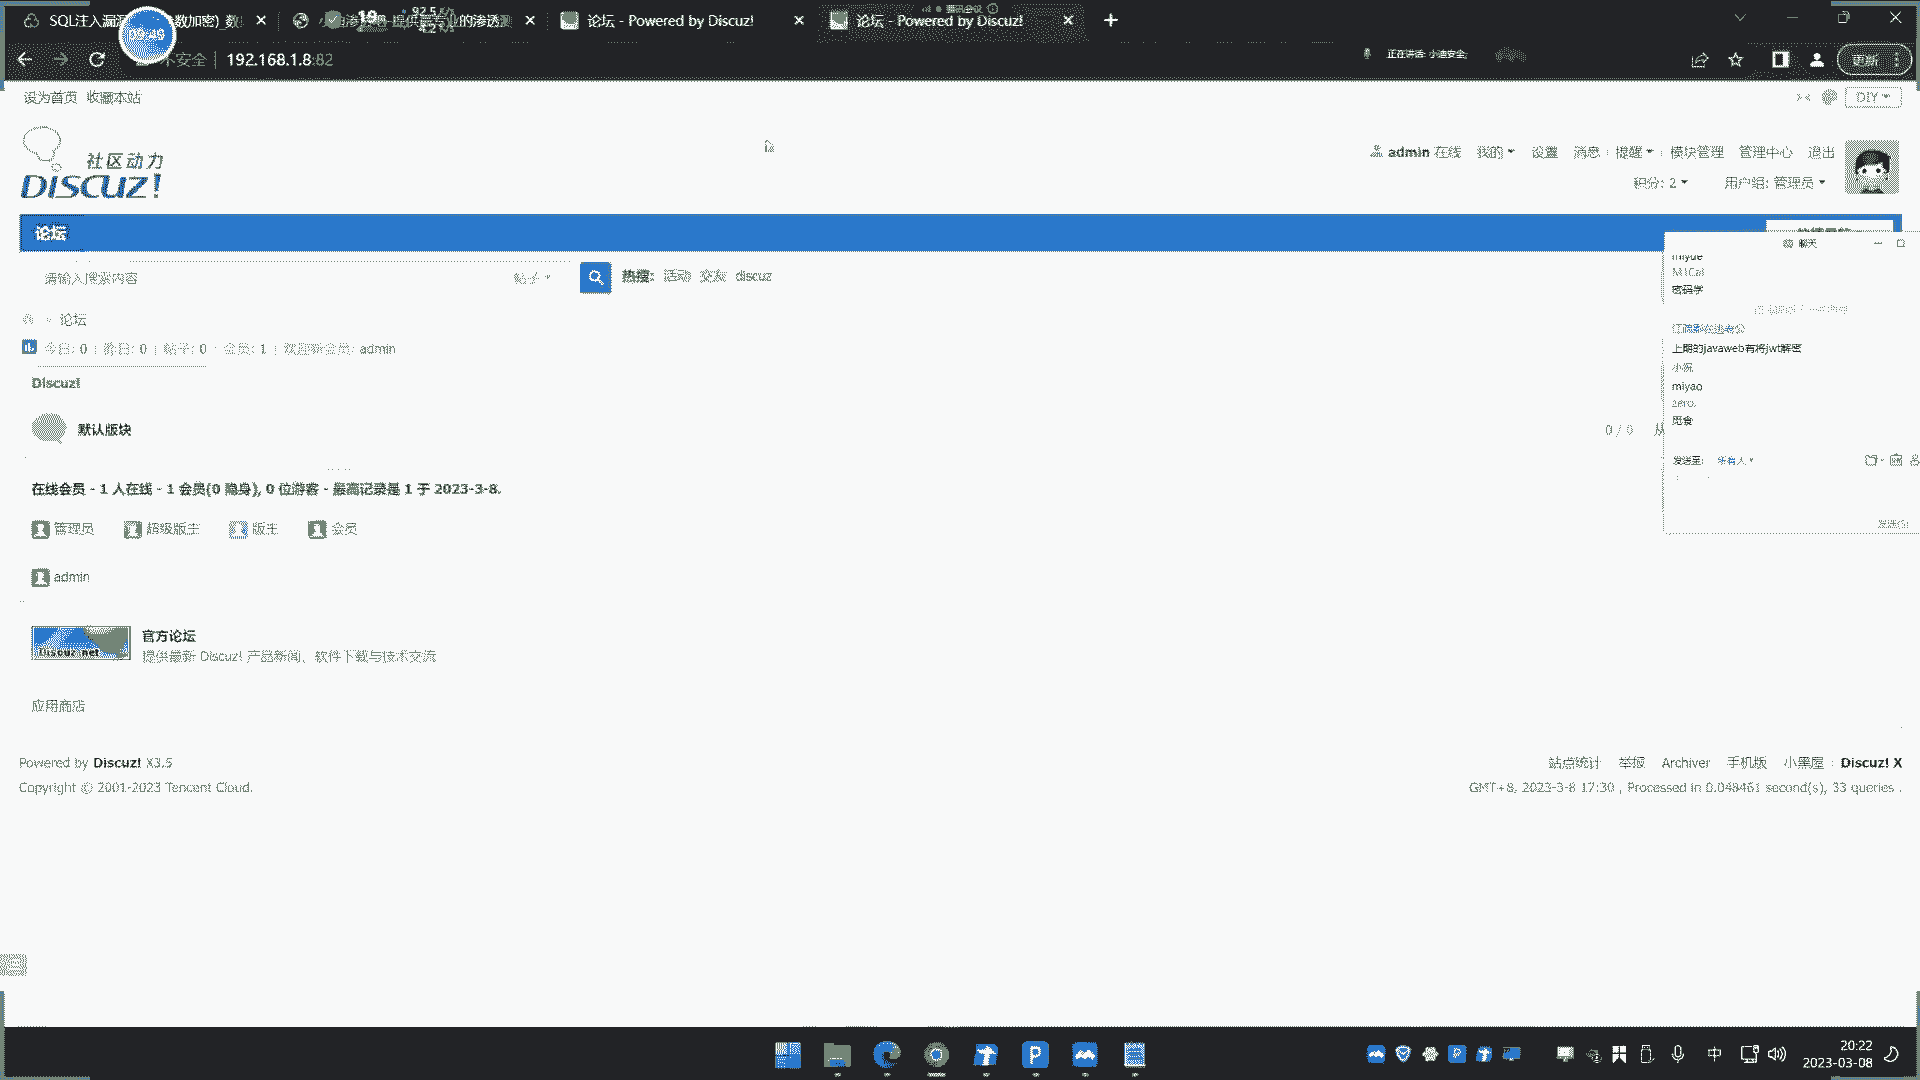 SQL注入漏
数加密)_数
提供
专业的渗透测
论坛 - Powered by Discuz!
论坛 - Powered by Discuz!
09:49
不安全
192.168.1.8:82
正在讲话: 小迪安全;
更新
设为首页 收藏本站
DIY
社区动力
DISCUZ!
admin 在线 我的 设置 消息 提醒 模块管理 管理中心 退出
积分: 2 用户组: 管理员
论坛
请输入搜索内容
帖子
热搜: 活动 交友 discuz
论坛
今日: 0 | 昨日: 0 | 帖子: 0 | 会员: 1 | 欢迎新会员: admin
Discuz!
默认版块
0 / 0 从
在线会员 - 1 人在线 - 1 会员(0 隐身), 0 位游客 - 最高记录是 1 于 2023-3-8.
管理员 超级版主 版主 会员
admin
Discuz.net
官方论坛
提供最新 Discuz! 产品新闻、软件下载与技术交流
应用商店
Powered by Discuz! X3.5
Copyright © 2001-2023 Tencent Cloud.
站点统计 举报 Archiver 手机版 小黑屋 Discuz! X
GMT+8, 2023-3-8 17:30 , Processed in 0.048461 second(s), 33 queries .
聊天
密码学
上期的javaweb有将jwt解密
小祝
miyao
zero.
觅食
发送至: 所有人
中
20:22
2023-03-08